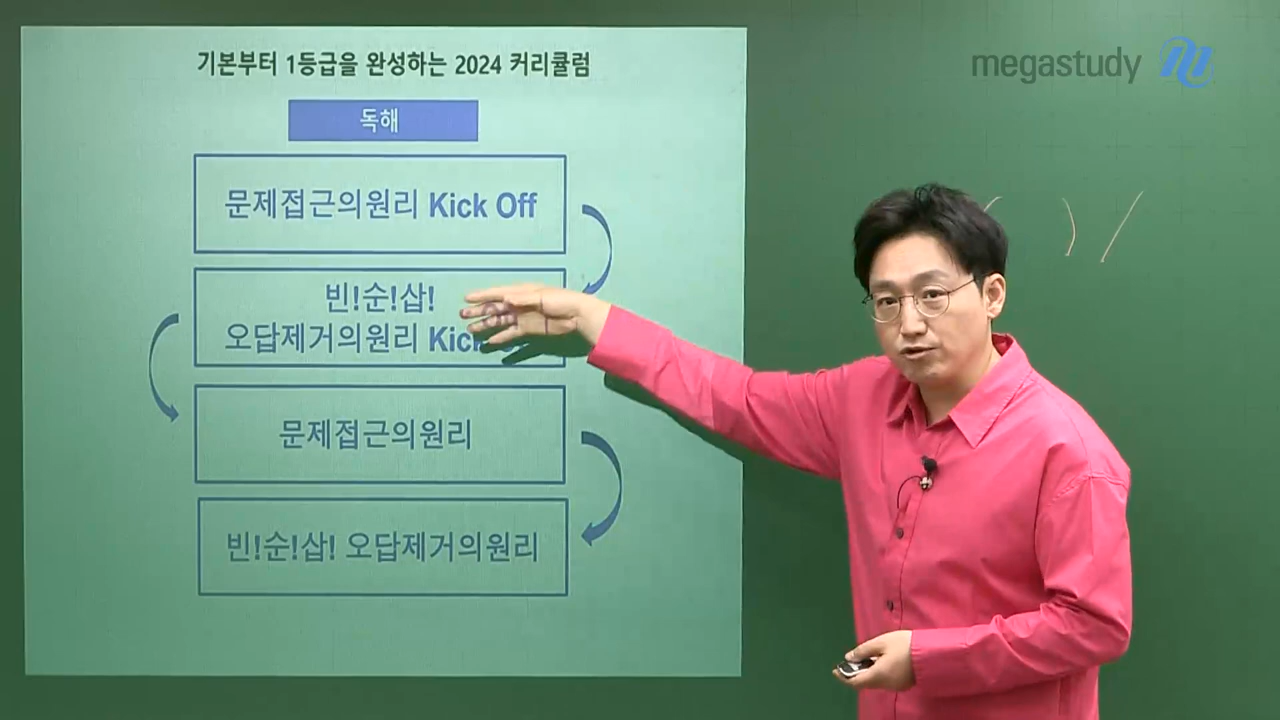 기본부터 1등급을 완성하는 2024 커리큘럼
megastudy
독해
문제접근의원리 Kick Off
빈!순!삽!
오답제거의원리
문제접근의원리
빈!순!삽! 오답제거의원리